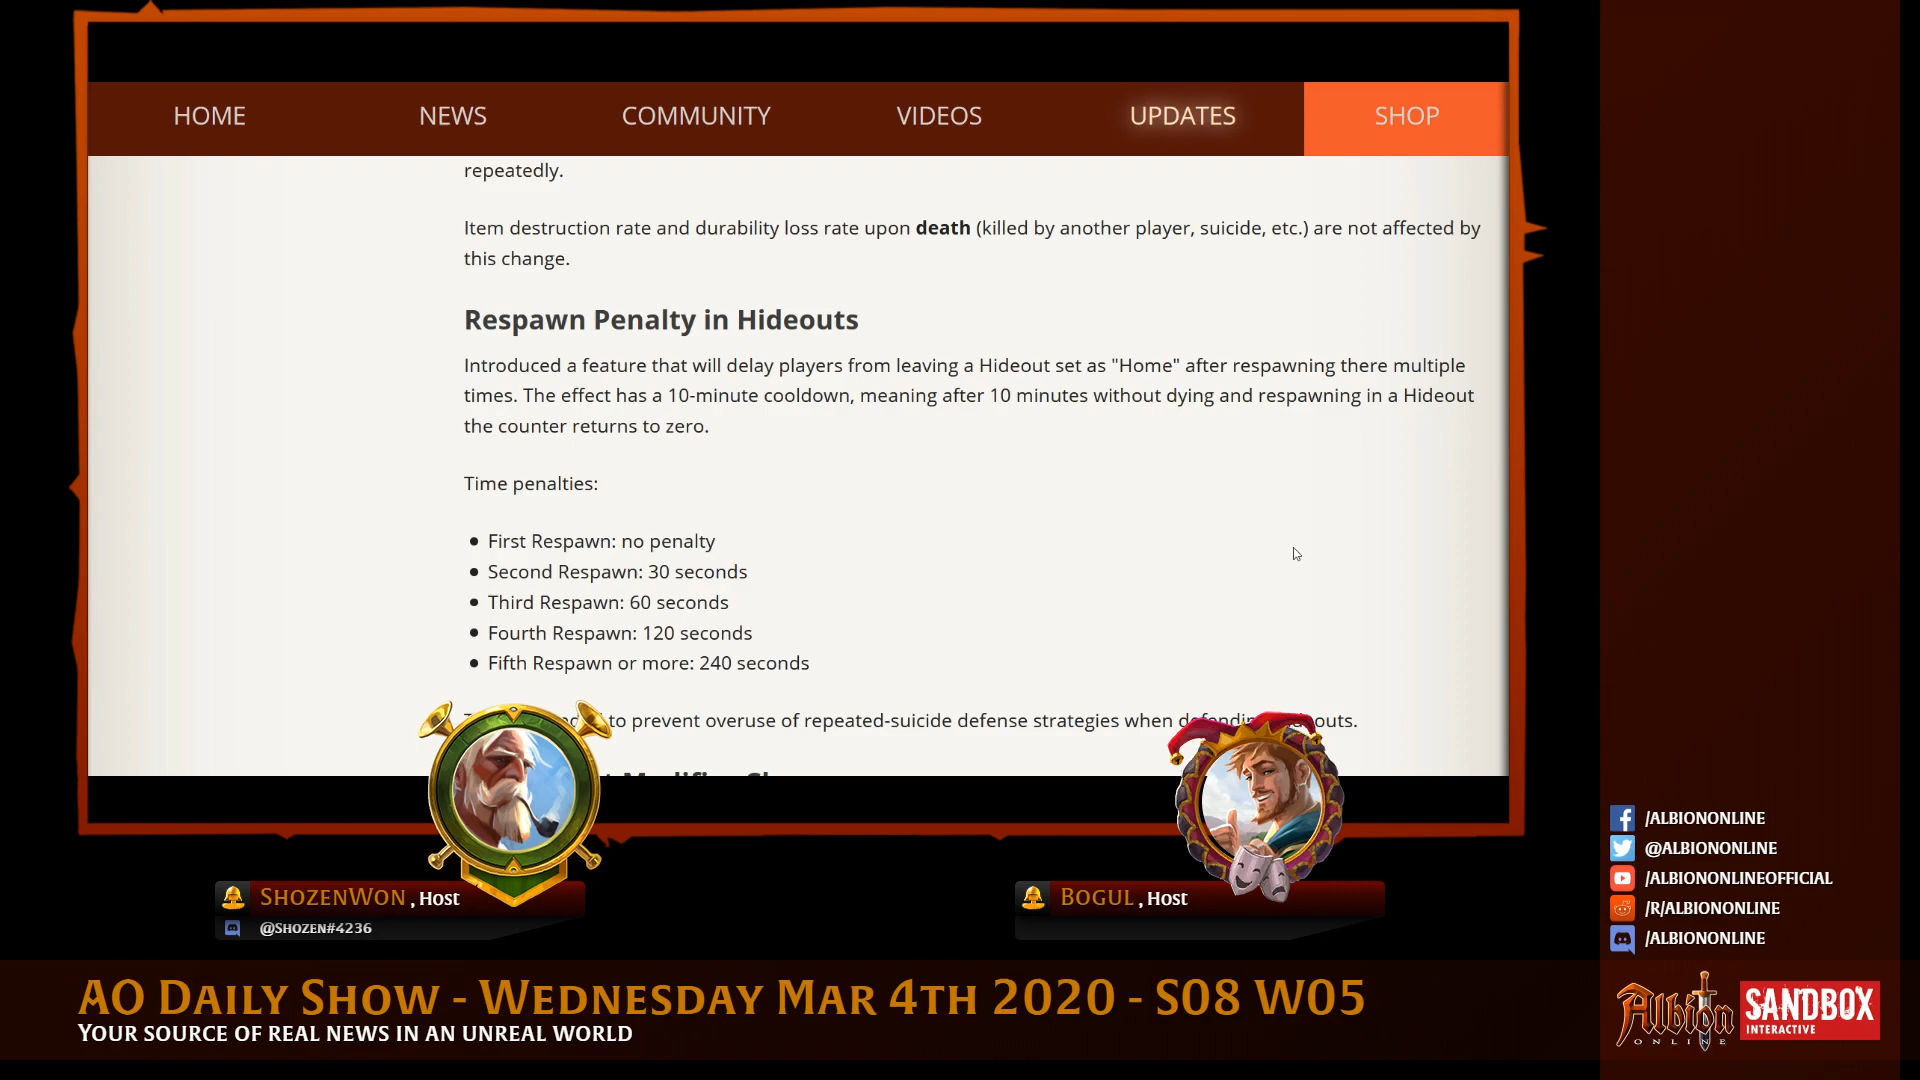 HOME NEWS COMMUNITY VIDEOS UPDATES SHOP
repeatedly.
Item destruction rate and durability loss rate upon death (killed by another player, suicide, etc.) are not affected by
this change.
Respawn Penalty in Hideouts
Introduced a feature that will delay players from leaving a Hideout set as "Home" after respawning there multiple
times. The effect has a 10-minute cooldown, meaning after 10 minutes without dying and respawning in a Hideout
the counter returns to zero.
Time penalties:
• First Respawn: no penalty
• Second Respawn: 30 seconds
• Third Respawn: 60 seconds
• Fourth Respawn: 120 seconds
• Fifth Respawn or more: 240 seconds
to prevent overuse of repeated-suicide defense strategies when
ShozenWon , Host
@Shozen#4236
Bogul , Host
/ALBIONONLINE
@ALBIONONLINE
/ALBIONONLINEOFFICIAL
/R/ALBIONONLINE
/ALBIONONLINE
AO Daily Show - Wednesday Mar 4th 2020 - S08 W05
Your source of real news in an unreal world
Albion
ONLINE
SANDBOX
INTERACTIVE